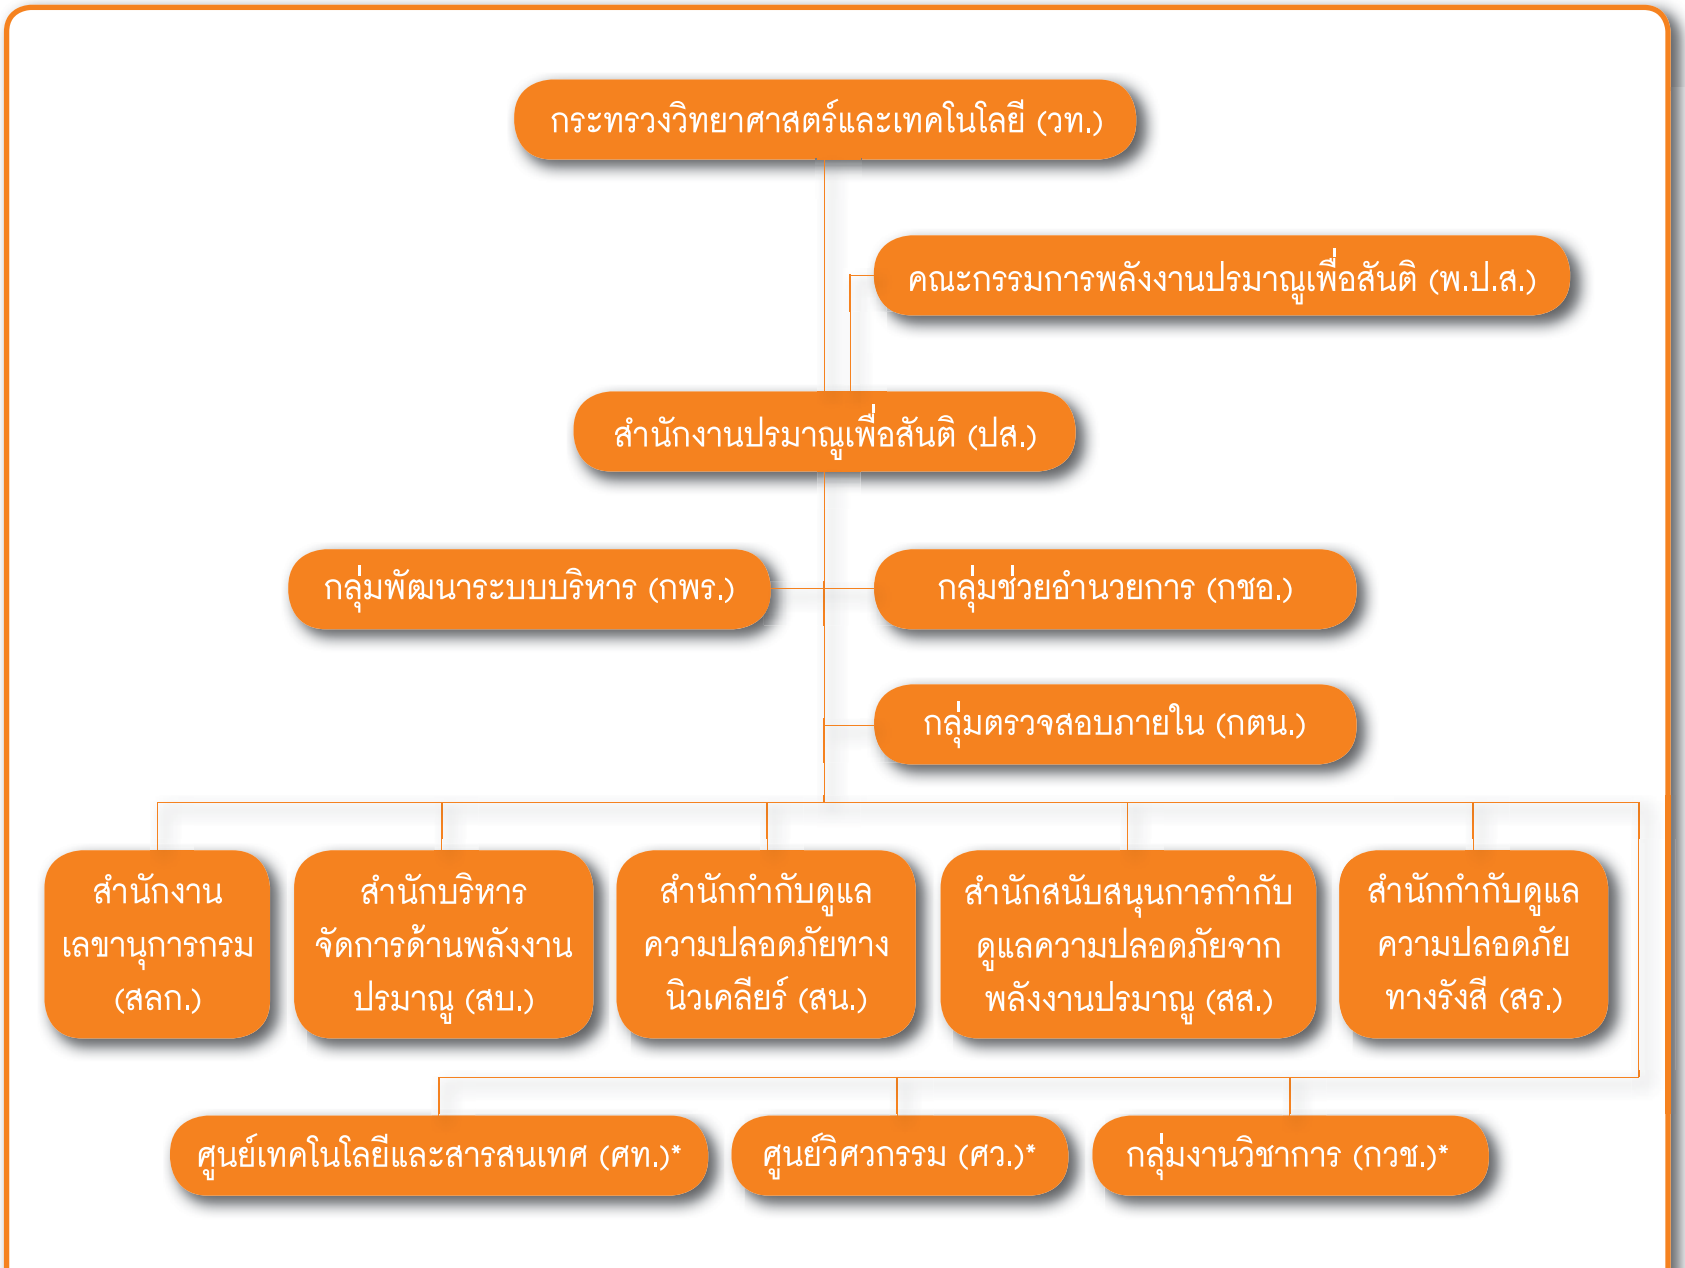 กระทรวงวิทยาศาสตร์และเทคโนโลยี (วท.)
คณะกรรมการพลังงานปรมาณูเพื่อสันติ (พ.ป.ส.)
สำนักงานปรมาณูเพื่อสันติ (ปส.)
กลุ่มพัฒนาระบบบริหาร (กพร.)
กลุ่มช่วยอำนวยการ (กชอ.)
กลุ่มตรวจสอบภายใน (กตน.)
สำนักงาน
เลขานุการกรม
(สลก.)
สำนักบริหาร
จัดการด้านพลังงาน
ปรมาณู (สบ.)
สำนักกำกับดูแล
ความปลอดภัยทาง
นิวเคลียร์ (สน.)
สำนักสนับสนุนการกำกับ
ดูแลความปลอดภัยจาก
พลังงานปรมาณู (สส.)
สำนักกำกับดูแล
ความปลอดภัย
ทางรังสี (สร.)
ศูนย์เทคโนโลยีและสารสนเทศ (ศท.)*
ศูนย์วิศวกรรม (ศว.)*
กลุ่มงานวิชาการ (กวช.)*